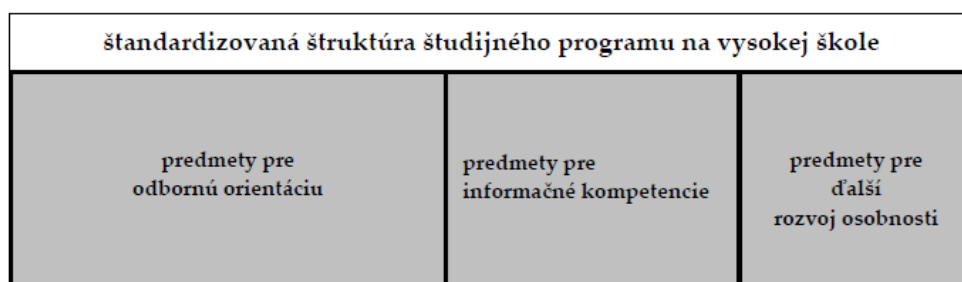 štandardizovaná štruktúra študijného programu na vysokej škole
predmety pre
odbornú orientáciu
predmety pre
informačné kompetencie
predmety pre
ďalší
rozvoj osobnosti